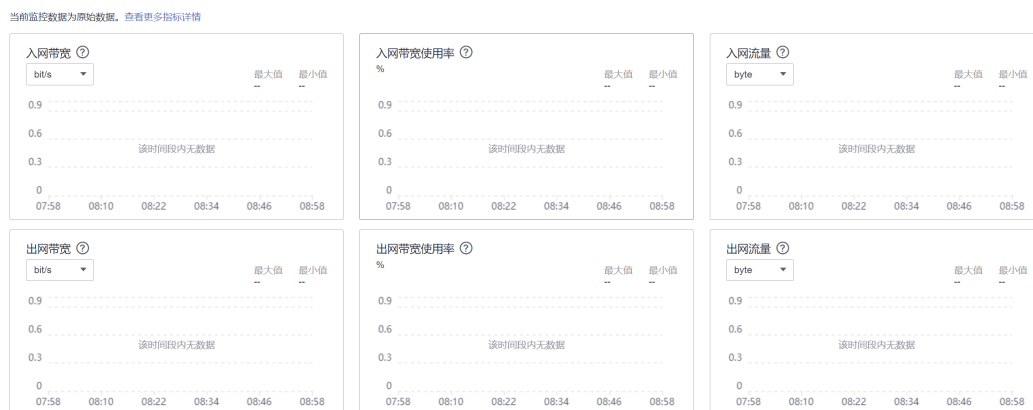 当前监控数据为原始数据。查看更多指标详情
入网带宽 ?
bit/s
最大值 最小值
-- --
0.9
0.6
该时间段内无数据
0.3
0
07:58 08:10 08:22 08:34 08:46 08:58
入网带宽使用率 ?
%
最大值 最小值
-- --
0.9
0.6
该时间段内无数据
0.3
0
07:58 08:10 08:22 08:34 08:46 08:58
入网流量 ?
byte
最大值 最小值
-- --
0.9
0.6
该时间段内无数据
0.3
0
07:58 08:10 08:22 08:34 08:46 08:58
出网带宽 ?
bit/s
最大值 最小值
-- --
0.9
0.6
该时间段内无数据
0.3
0
07:58 08:10 08:22 08:34 08:46 08:58
出网带宽使用率 ?
%
最大值 最小值
-- --
0.9
0.6
该时间段内无数据
0.3
0
07:58 08:10 08:22 08:34 08:46 08:58
出网流量 ?
byte
最大值 最小值
-- --
0.9
0.6
该时间段内无数据
0.3
0
07:58 08:10 08:22 08:34 08:46 08:58